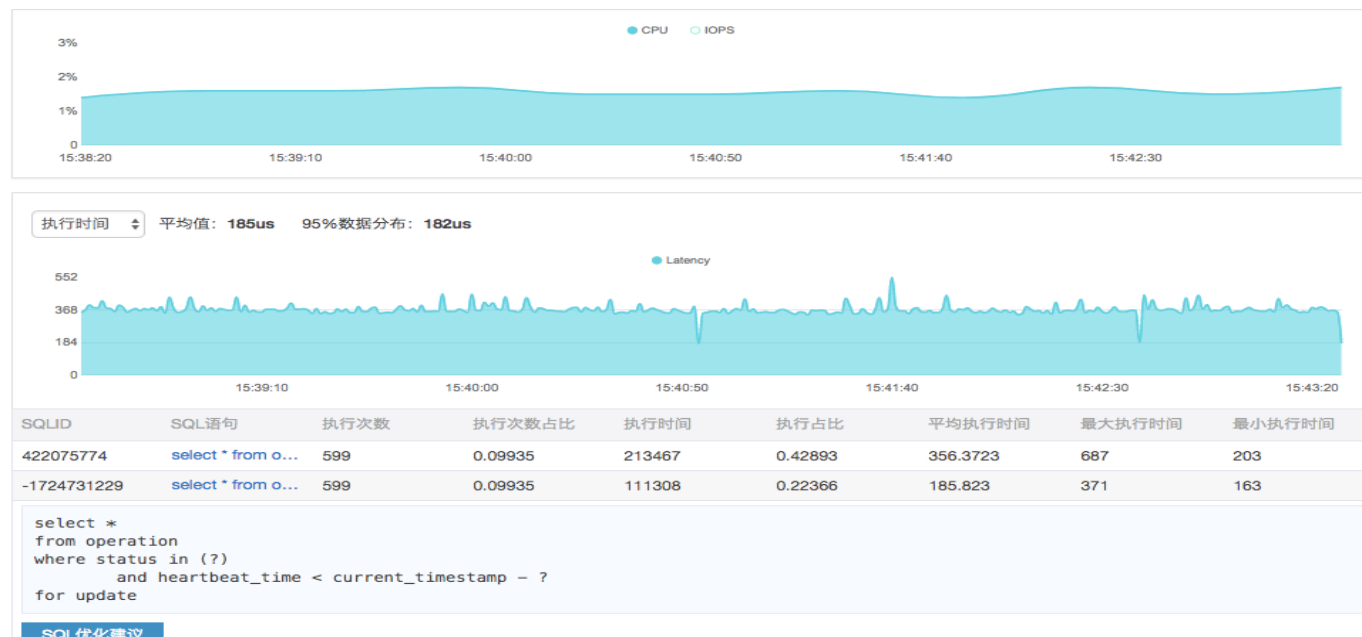 CPU IOPS
3%
2%
1%
0
15:38:20 15:39:10 15:40:00 15:40:50 15:41:40 15:42:30
执行时间 平均值: 185us 95%数据分布: 182us
Latency
552
368
184
0
15:39:10 15:40:00 15:40:50 15:41:40 15:42:30 15:43:20
SQLID SQL语句 执行次数 执行次数占比 执行时间 执行占比 平均执行时间 最大执行时间 最小执行时间
422075774 select * from o... 599 0.09935 213467 0.42893 356.3723 687 203
-1724731229 select * from o... 599 0.09935 111308 0.22366 185.823 371 163
select *
from operation
where status in (?)
and heartbeat_time < current_timestamp - ?
for update
SQL优化建议